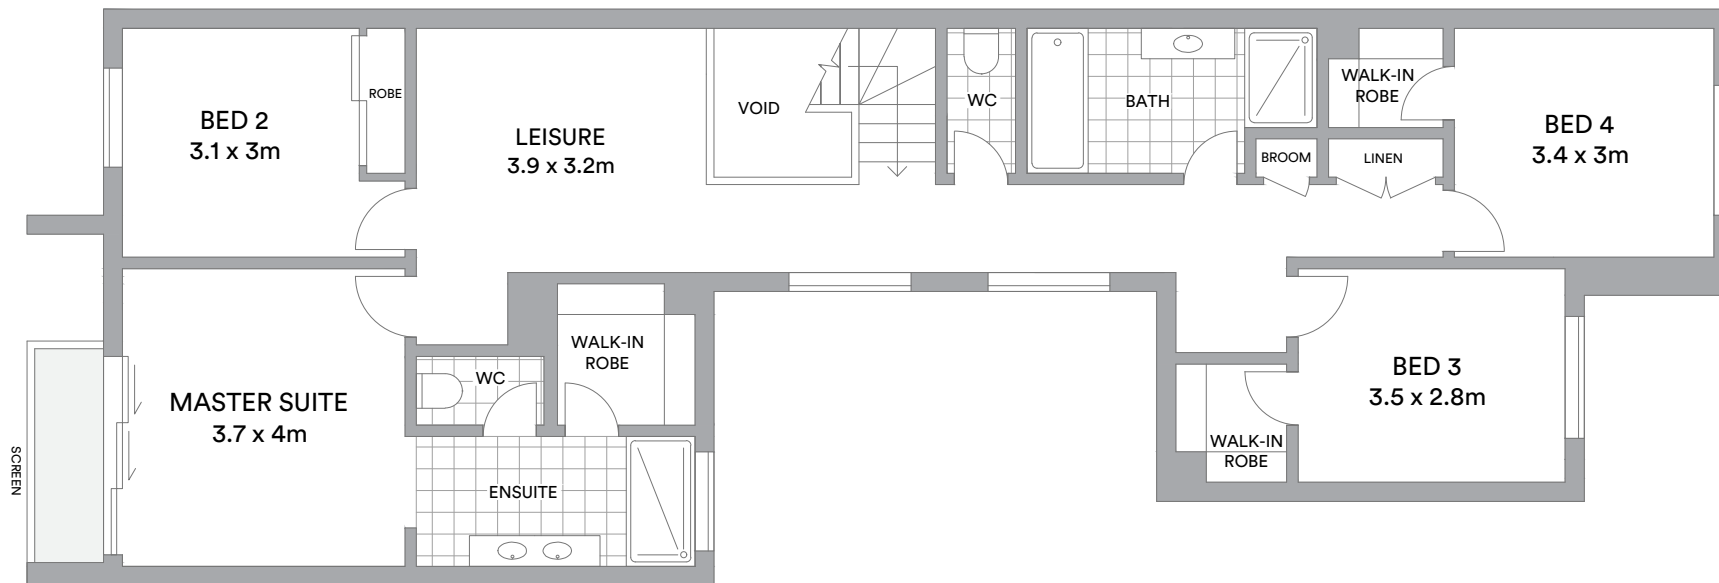 BED 2
3.1 x 3m
ROBE
LEISURE
3.9 x 3.2m
VOID
WC
BATH
WALK-IN
ROBE
BED 4
3.4 x 3m
BROOM
LINEN
MASTER SUITE
3.7 x 4m
SCREEN
WC
WALK-IN
ROBE
ENSUITE
BED 3
3.5 x 2.8m
WALK-IN
ROBE